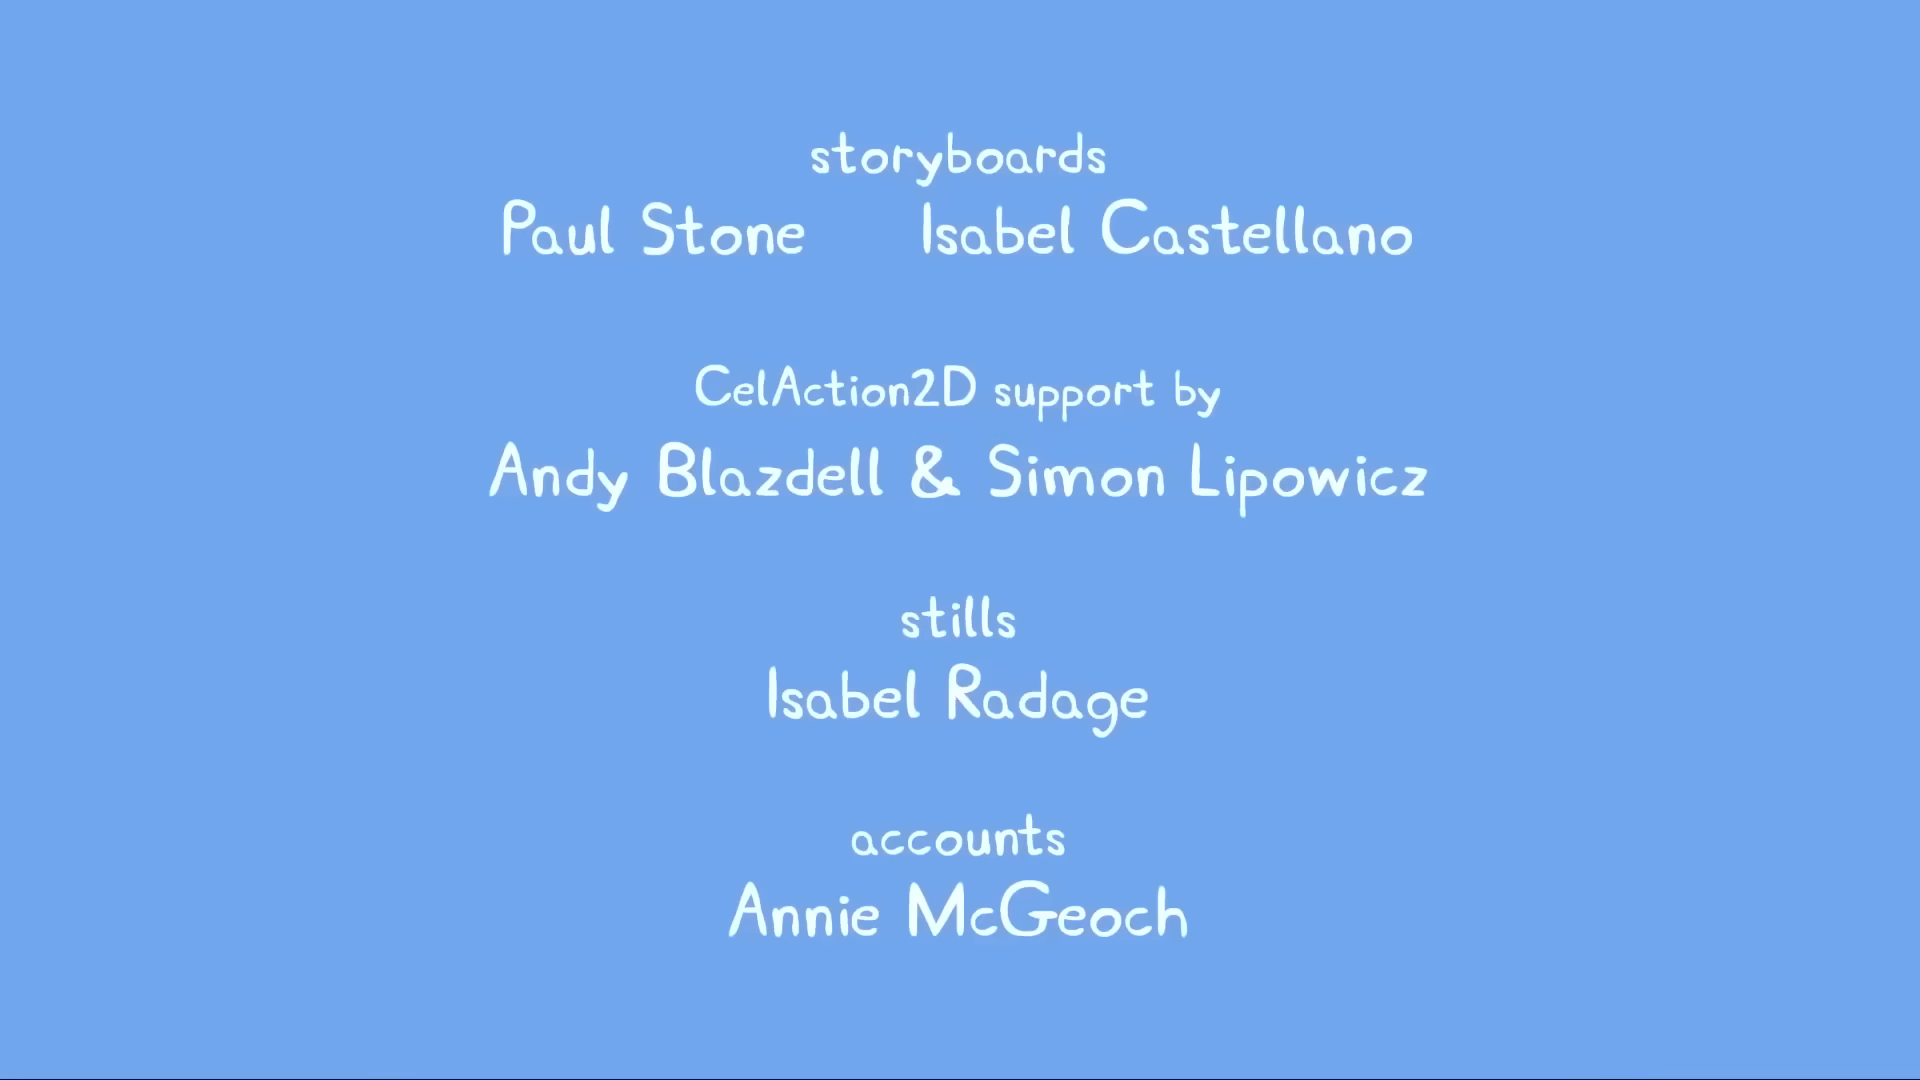 storyboards
Paul Stone Isabel Castellano
CelAction2D support by
Andy Blazdell & Simon Lipowicz
stills
Isabel Radage
accounts
Annie McGeoch